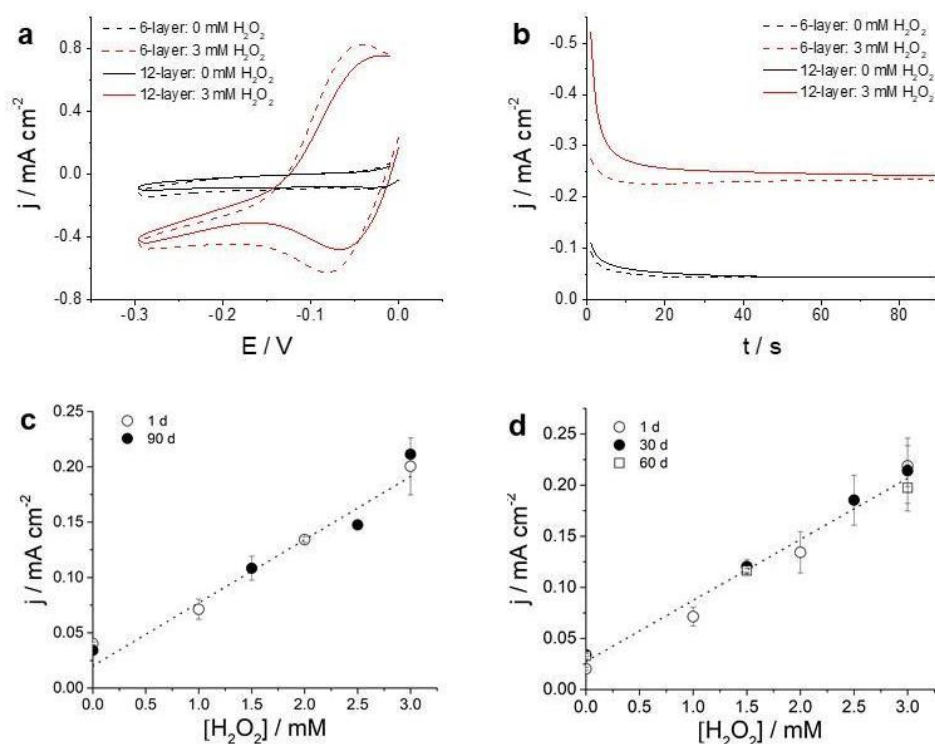 a
6-layer: 0 mM H₂O₂
6-layer: 3 mM H₂O₂
12-layer: 0 mM H₂O₂
12-layer: 3 mM H₂O₂
0.8
0.4
0.0
-0.4
-0.8
j / mA cm⁻²
-0.3
-0.2
-0.1
0.0
E / V
b
6-layer: 0 mM H₂O₂
6-layer: 3 mM H₂O₂
12-layer: 0 mM H₂O₂
12-layer: 3 mM H₂O₂
-0.5
-0.4
-0.3
-0.2
-0.1
0.0
j / mA cm⁻²
0
20
40
60
80
t / s
c
1 d
90 d
0.25
0.20
0.15
0.10
0.05
0.00
j / mA cm⁻²
0.0
0.5
1.0
1.5
2.0
2.5
3.0
[H₂O₂] / mM
d
1 d
30 d
60 d
0.25
0.20
0.15
0.10
0.05
0.00
j / mA cm⁻²
0.0
0.5
1.0
1.5
2.0
2.5
3.0
[H₂O₂] / mM